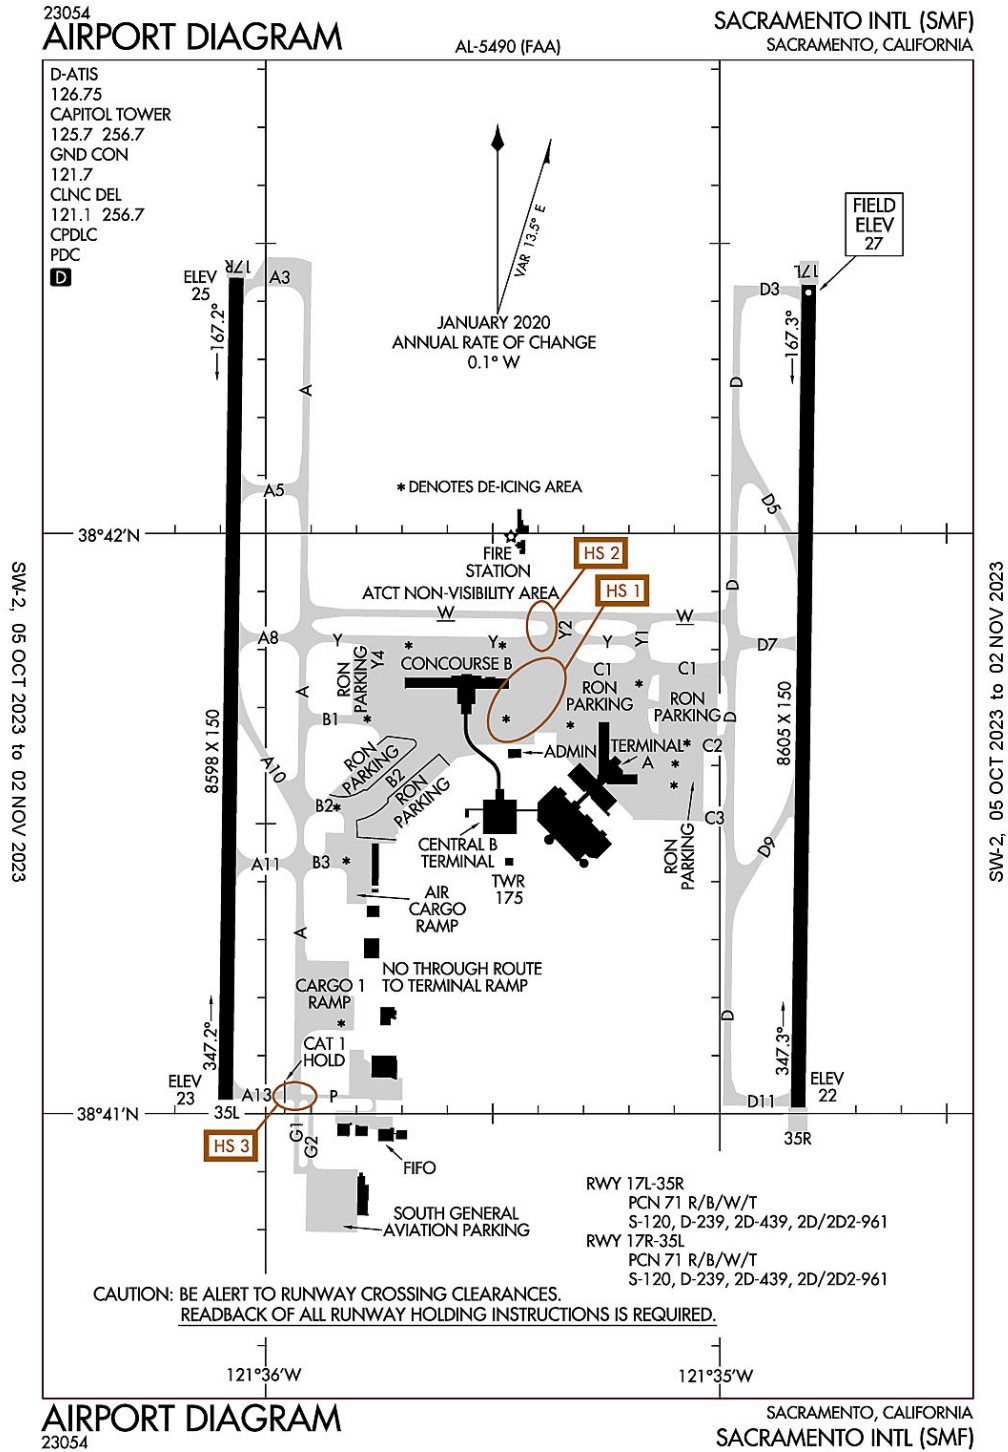 23054
AIRPORT DIAGRAM
AL-5490 (FAA)
SACRAMENTO INTL (SMF)
SACRAMENTO, CALIFORNIA
D-ATIS
126.75
CAPITOL TOWER
125.7 256.7
GND CON
121.7
CLNC DEL
121.1 256.7
CPDLC
PDC
D
VAR 13.5° E
JANUARY 2020
ANNUAL RATE OF CHANGE
0.1° W
FIELD
ELEV
27
ELEV
25
17R
A3
167.2°
A
D3
17L
167.3°
D
A5
* DENOTES DE-ICING AREA
D5
38°42'N
FIRE
STATION
HS 2
ATCT NON-VISIBILITY AREA
HS 1
D
W
W
A8
Y
Y
Y2
Y
Y1
D7
Y4
RON
PARKING
CONCOURSE B
C1
C1
RON
PARKING
RON
PARKING
A
B1
D
8598 X 150
8605 X 150
A10
RON
PARKING
B2
RON
PARKING
ADMIN
TERMINAL
A
C2
B2
C3
CENTRAL B
TERMINAL
RON
PARKING
D9
A11
B3
TWR
175
AIR
CARGO
RAMP
A
NO THROUGH ROUTE
TO TERMINAL RAMP
CARGO 1
RAMP
D
347.2°
347.3°
CAT 1
HOLD
ELEV
23
A13
P
D11
ELEV
22
38°41'N
35L
35R
G1
G2
HS 3
FIFO
SOUTH GENERAL
AVIATION PARKING
RWY 17L-35R
PCN 71 R/B/W/T
S-120, D-239, 2D-439, 2D/2D2-961
RWY 17R-35L
PCN 71 R/B/W/T
S-120, D-239, 2D-439, 2D/2D2-961
CAUTION: BE ALERT TO RUNWAY CROSSING CLEARANCES.
READBACK OF ALL RUNWAY HOLDING INSTRUCTIONS IS REQUIRED.
121°36'W
121°35'W
SW-2, 05 OCT 2023 to 02 NOV 2023
SW-2, 05 OCT 2023 to 02 NOV 2023
AIRPORT DIAGRAM
23054
SACRAMENTO, CALIFORNIA
SACRAMENTO INTL (SMF)